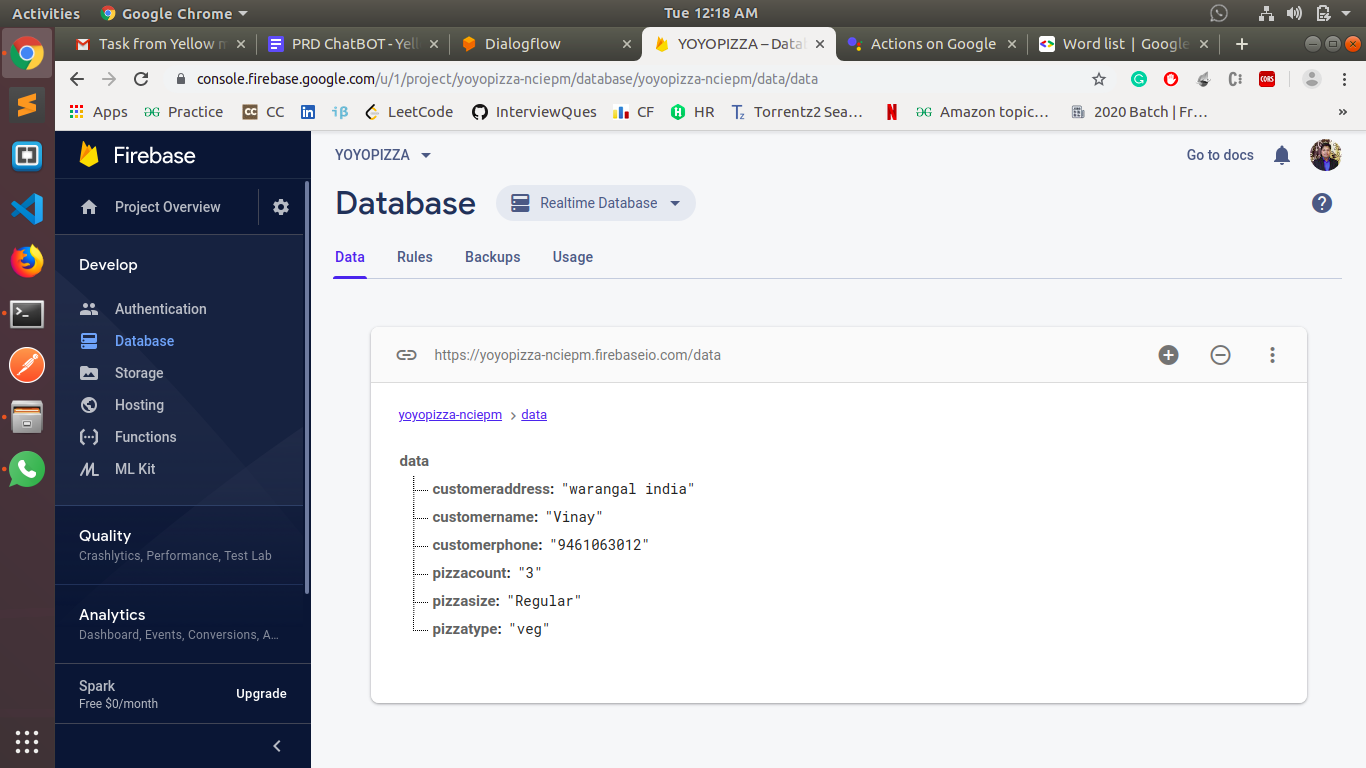 Activities Google Chrome Tue 12:18 AM
Task from Yellow m PRD ChatBOT - Yell Dialogflow YOYOPIZZA – Data Actions on Google Word list | Google
console.firebase.google.com/u/1/project/yoyopizza-nciepm/database/yoyopizza-nciepm/data/data
Apps Practice CC LeetCode InterviewQues CF HR Torrentz2 Sea… Amazon topic… 2020 Batch | Fr… »
Firebase
YOYOPIZZA Go to docs
Project Overview
Database Realtime Database
Develop
Data Rules Backups Usage
Authentication
Database
Storage
Hosting
Functions
ML Kit
https://yoyopizza-nciepm.firebaseio.com/data
yoyopizza-nciepm > data
data
customeraddress: "warangal india"
customername: "Vinay"
customerphone: "9461063012"
pizzacount: "3"
pizzasize: "Regular"
pizzatype: "veg"
Quality
Crashlytics, Performance, Test Lab
Analytics
Dashboard, Events, Conversions, A…
Spark
Free $0/month
Upgrade